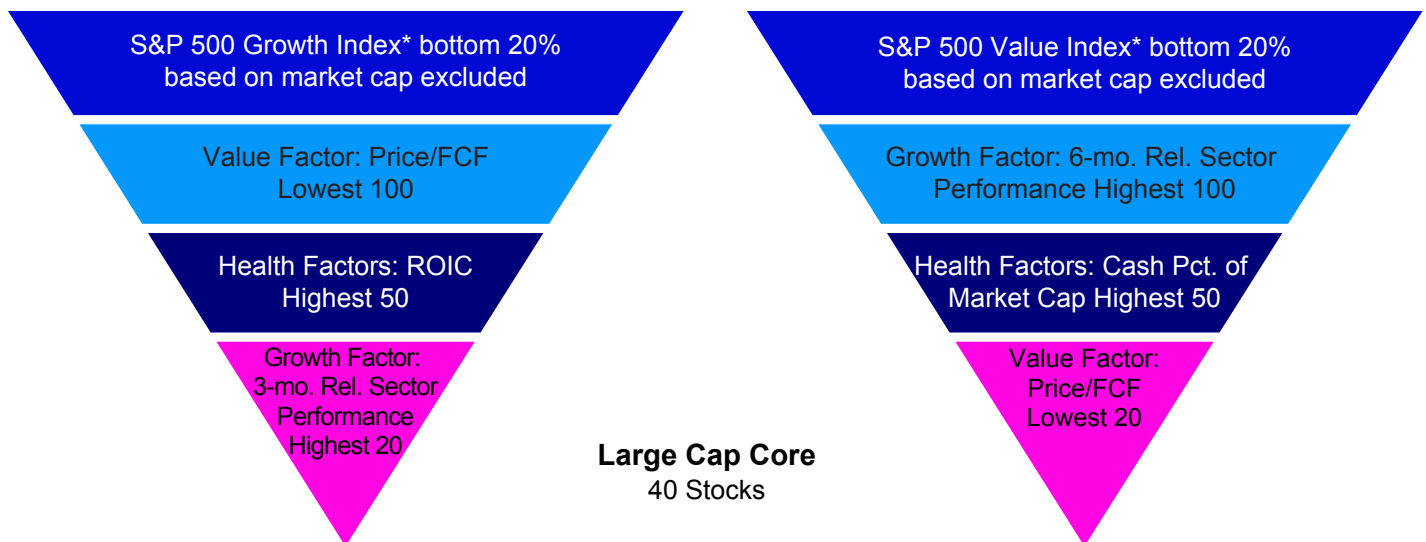 S&P 500 Growth Index* bottom 20%
based on market cap excluded
Value Factor: Price/FCF
Lowest 100
Health Factors: ROIC
Highest 50
Growth Factor:
3-mo. Rel. Sector
Performance
Highest 20
S&P 500 Value Index* bottom 20%
based on market cap excluded
Growth Factor: 6-mo. Rel. Sector
Performance Highest 100
Health Factors: Cash Pct. of
Market Cap Highest 50
Value Factor:
Price/FCF
Lowest 20
Large Cap Core
40 Stocks